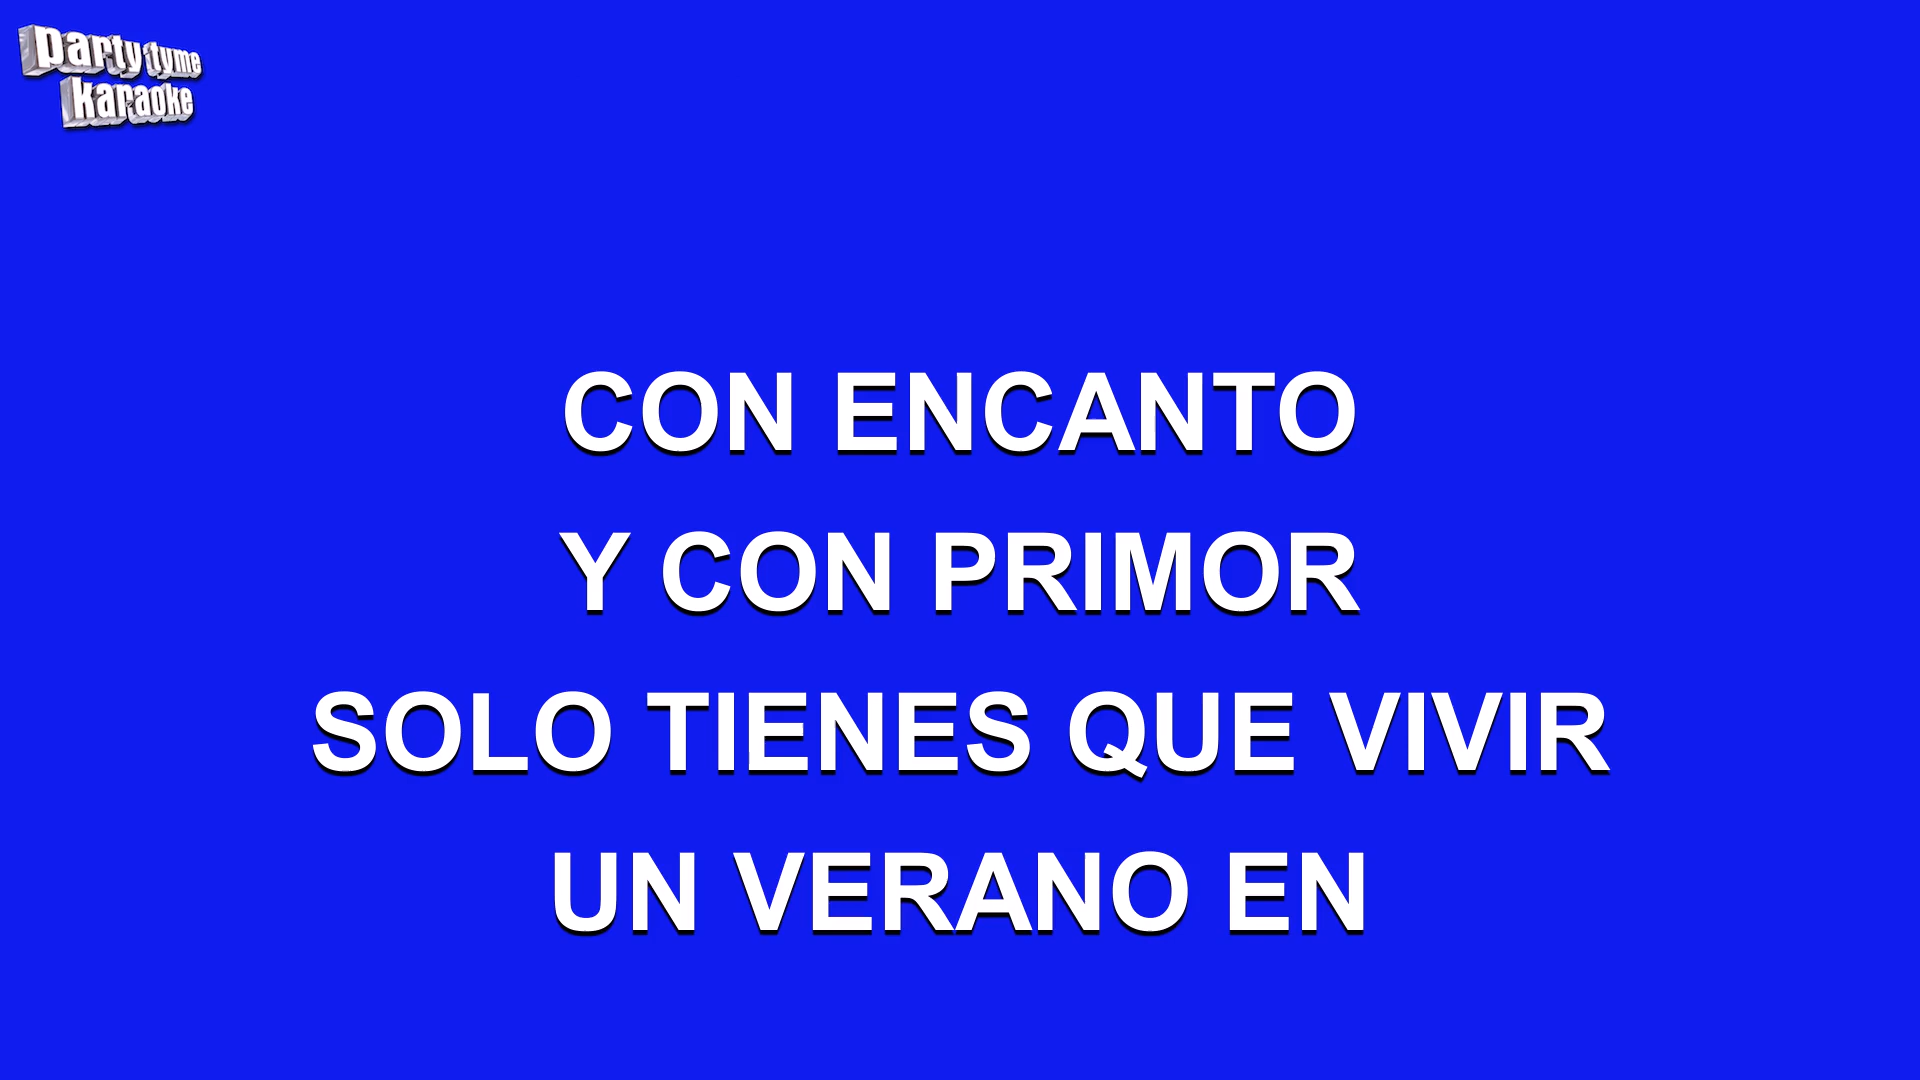 party tyme
karaoke
CON ENCANTO
Y CON PRIMOR
SOLO TIENES QUE VIVIR
UN VERANO EN